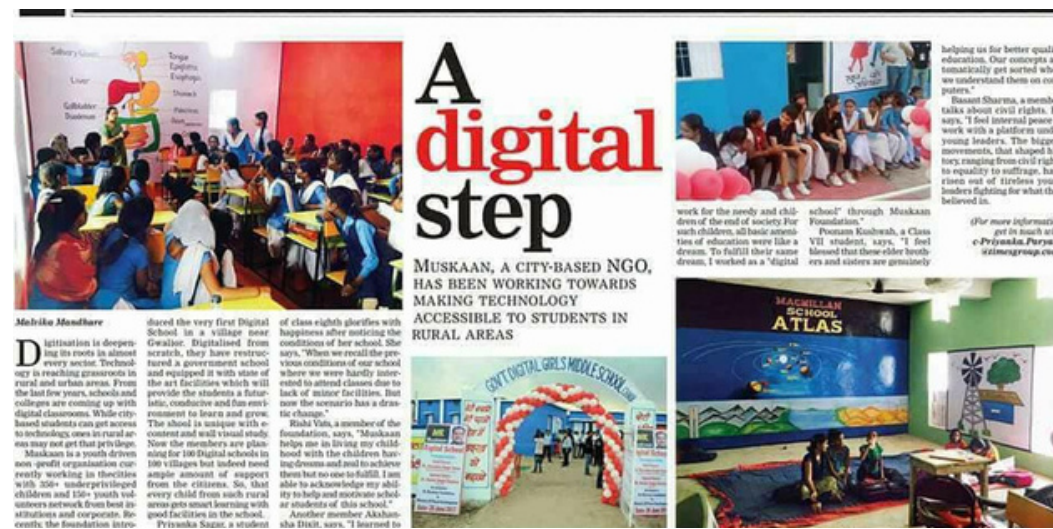 Salivary Glands
Tongue
Epiglottis
Esophagus
Liver
Stomach
Gallbladder
Pancreas
Duodenum
A
digital
step
MUSKAAN, A CITY-BASED NGO,
HAS BEEN WORKING TOWARDS
MAKING TECHNOLOGY
ACCESSIBLE TO STUDENTS IN
RURAL AREAS
Malvika Mandhare
Digitisation is deepen-
ing its roots in almost
every sector. Technol-
ogy is reaching grassroots in
rural and urban areas. From
the last few years, schools and
colleges are coming up with
digital classrooms. While city-
based students can get access
to technology, ones in rural ar-
eas may not get that privilege.
Muskaan is a youth driven
non -profit organisation cur-
rently working in thecities
with 350+ underprivileged
children and 150+ youth vol-
unteers network from best in-
stitutions and corporate. Re-
cently, the foundation intro-
duced the very first Digital
School in a village near
Gwalior. Digitalised from
scratch, they have restruc-
tured a government school
and equipped it with state of
the art facilities which will
provide the students a futur-
istic, conducive and fun envi-
ronment to learn and grow.
The shool is unique with e-
content and wall visual study.
Now the members are plan-
ning for 100 Digital schools in
100 villages but indeed need
ample amount of support
from the citizens. So, that
every child from such rural
areas gets smart learning with
good facilities in the school.
Priyanka Sagar, a student
of class eighth glorifies with
happiness after noticing the
conditions of her school. She
says, "When we recall the pre-
vious conditions of our school
where we were hardly inter-
ested to attend classes due to
lack of minor facilities. But
now the scenario has a dras-
tic change."
Rishi Vats, a member of the
foundation, says, "Muskaan
helps me in living my child-
hood with the children hav-
ing dreams and zeal to achieve
them but no one to fulfill. I am
able to acknowledge my abil-
ity to help and motivate schol-
ar students of this school."
Another member Akshan-
sha Dixit, says, "I learned to
GOVT DIGITAL GIRLS MIDDLE SCHOOL
Digital School
work for the needy and chil-
dren of the end of society. For
such children, all basic ameni-
ties of education were like a
dream. To fulfill their same
dream, I worked as a "digital
school" through Muskaan
Foundation."
Poonam Kushwah, a Class
VII student, says, "I feel
blessed that these elder broth-
ers and sisters are genuinely
helping us for better quali
education. Our concepts a
tomatically get sorted wh
we understand them on co
puters."
Basant Sharma, a memb
talks about civil rights.
says, "I feel internal peace
work with a platform und
young leaders. The bigge
movements, that shaped h
tory, ranging from civil righ
to equality to suffrage, ha
risen out of tireless you
leaders fighting for what th
believed in.
(For more informati
get in touch wi
c-Priyanka.Parya
@timesgroup.co
MACMILLAN
SCHOOL
ATLAS